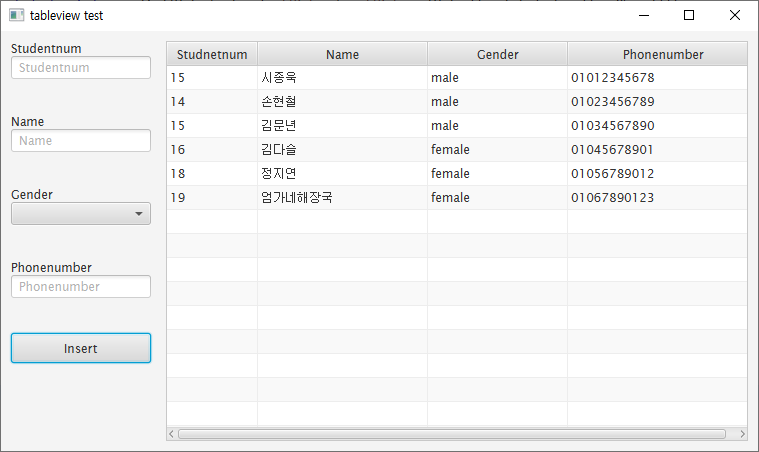 tableview test
Studentnum
Studentnum
Name
Name
Gender
Phonenumber
Phonenumber
Insert
Studnetnum Name Gender Phonenumber
15 시종욱 male 01012345678
14 손현철 male 01023456789
15 김문년 male 01034567890
16 김다슬 female 01045678901
18 정지연 female 01056789012
19 엄가네해장국 female 01067890123